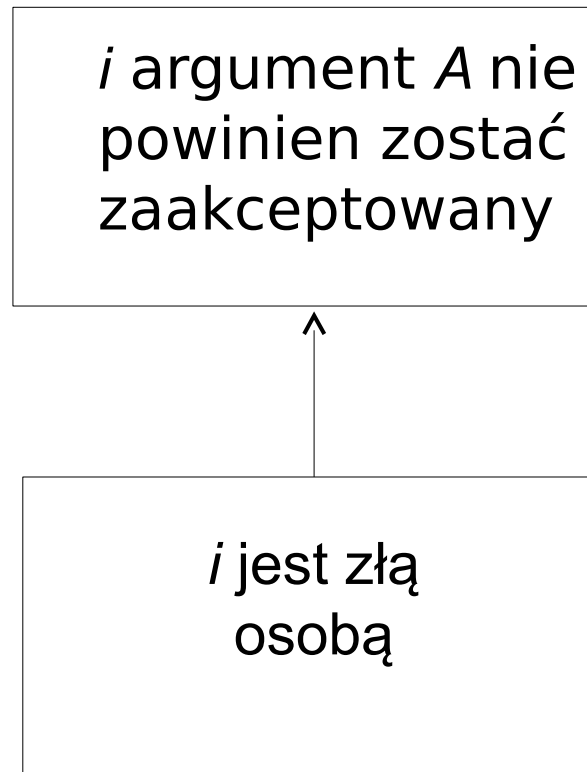 i argument A nie
powinien zostać
zaakceptowany
i jest złą
osobą